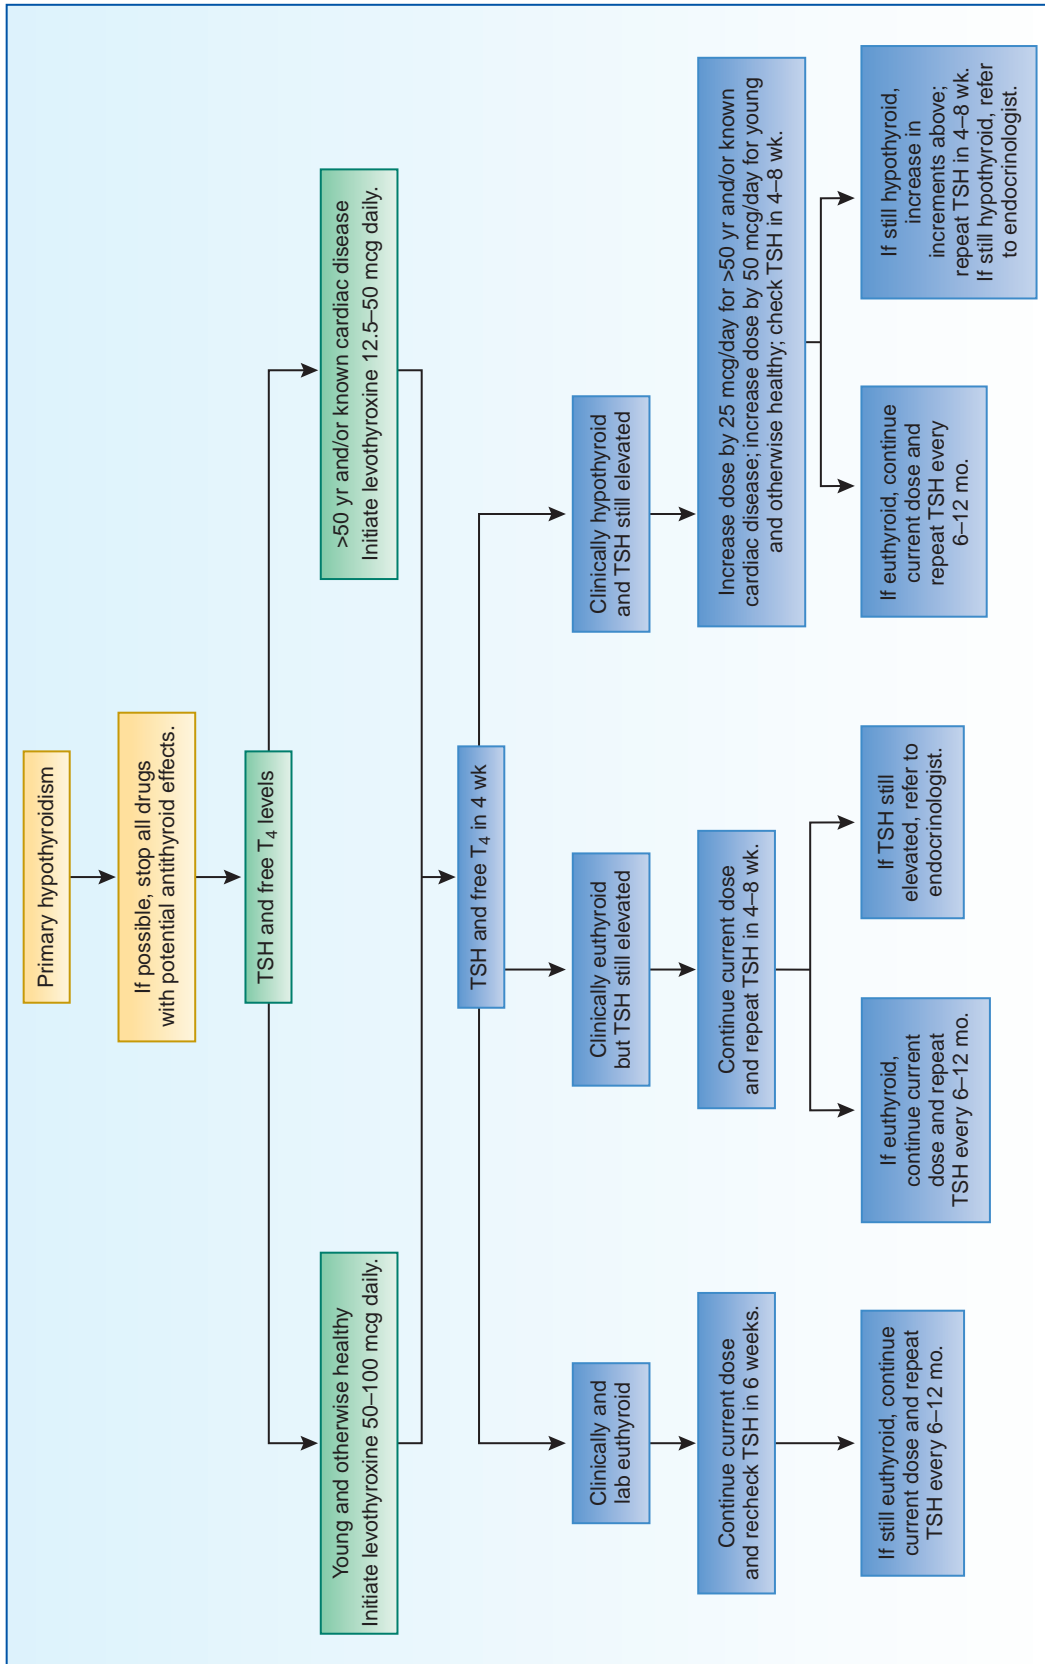 Primary hypothyroidism
If possible, stop all drugs
with potential antithyroid effects.
TSH and free T₄ levels
Young and otherwise healthy
Initiate levothyroxine 50–100 mcg daily.
>50 yr and/or known cardiac disease
Initiate levothyroxine 12.5–50 mcg daily.
TSH and free T₄ in 4 wk
Clinically and
lab euthyroid
Continue current dose
and recheck TSH in 6 weeks.
If still euthyroid, continue
current dose and repeat
TSH every 6–12 mo.
Clinically euthyroid
but TSH still elevated
Continue current dose
and repeat TSH in 4–8 wk.
If euthyroid,
continue current
dose and repeat
TSH every 6–12 mo.
If TSH still
elevated, refer to
endocrinologist.
Clinically hypothyroid
and TSH still elevated
Increase dose by 25 mcg/day for >50 yr and/or known
cardiac disease; increase dose by 50 mcg/day for young
and otherwise healthy; check TSH in 4–8 wk.
If euthyroid, continue
current dose and
repeat TSH every
6–12 mo.
If still hypothyroid,
increase in
increments above;
repeat TSH in 4–8 wk.
If still hypothyroid, refer
to endocrinologist.